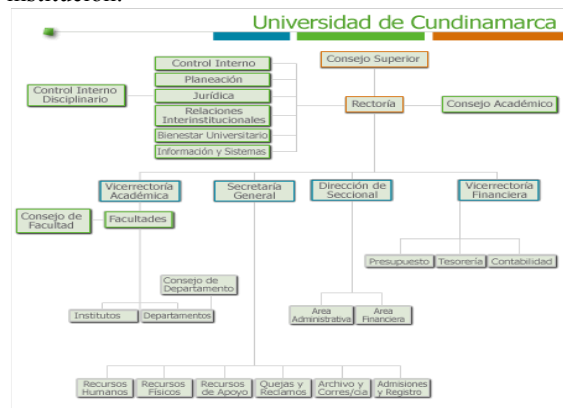 institución.
Universidad de Cundinamarca
Control Interno
Consejo Superior
Planeación
Control Interno
Disciplinario
Jurídica
Rectoría
Consejo Académico
Relaciones
Interinstitucionales
Bienestar Universitario
Información y Sistemas
Vicerrectoría
Académica
Secretaría
General
Dirección de
Seccional
Vicerrectoría
Financiera
Consejo de
Facultad
Facultades
Presupuesto
Tesorería
Contabilidad
Consejo de
Departamento
Institutos
Departamentos
Area
Administrativa
Area
Financiera
Recursos
Humanos
Recursos
Físicos
Recursos
de Apoyo
Quejas y
Reclamos
Archivo y
Corres/cia
Admisiones
y Registro